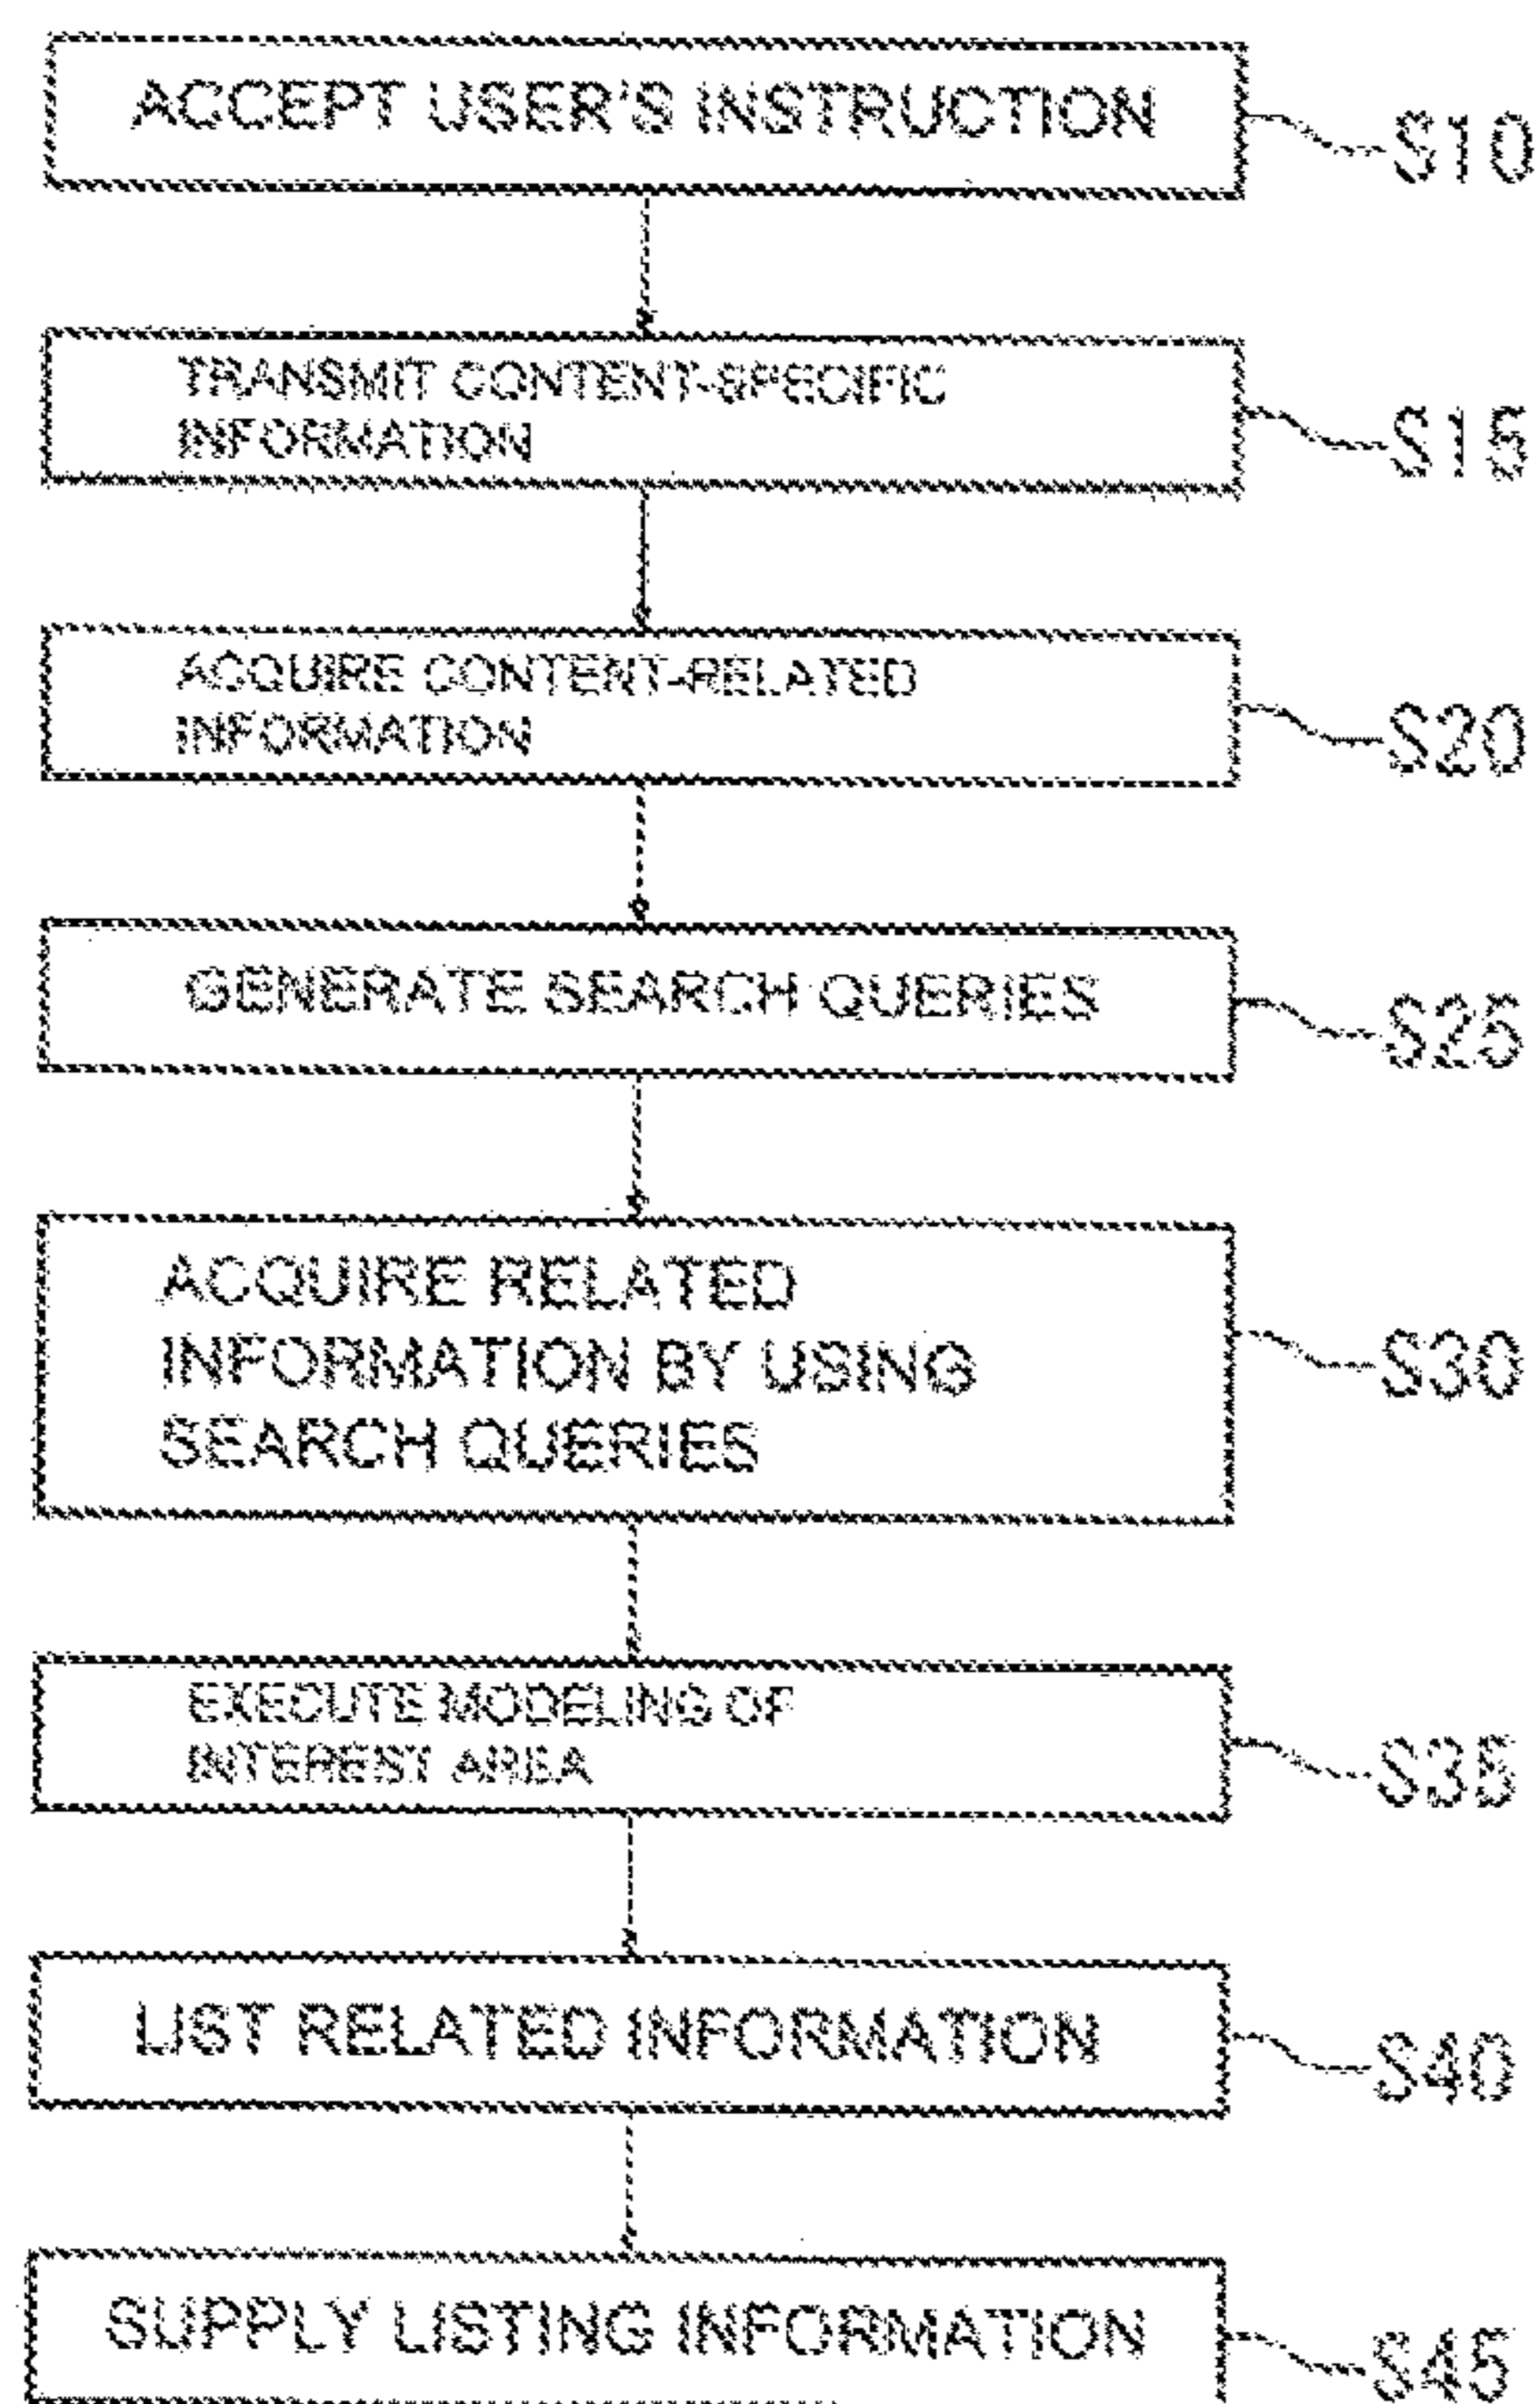 ACCEPT USER'S INSTRUCTION
S10
TRANSMIT CONTENT-SPECIFIC
INFORMATION
S15
ACQUIRE CONTENT-RELATED
INFORMATION
S20
GENERATE SEARCH QUERIES
S25
ACQUIRE RELATED
INFORMATION BY USING
SEARCH QUERIES
S30
EXECUTE MODELING OF
INTEREST AREA
S35
LIST RELATED INFORMATION
S40
SUPPLY LISTING INFORMATION
S45